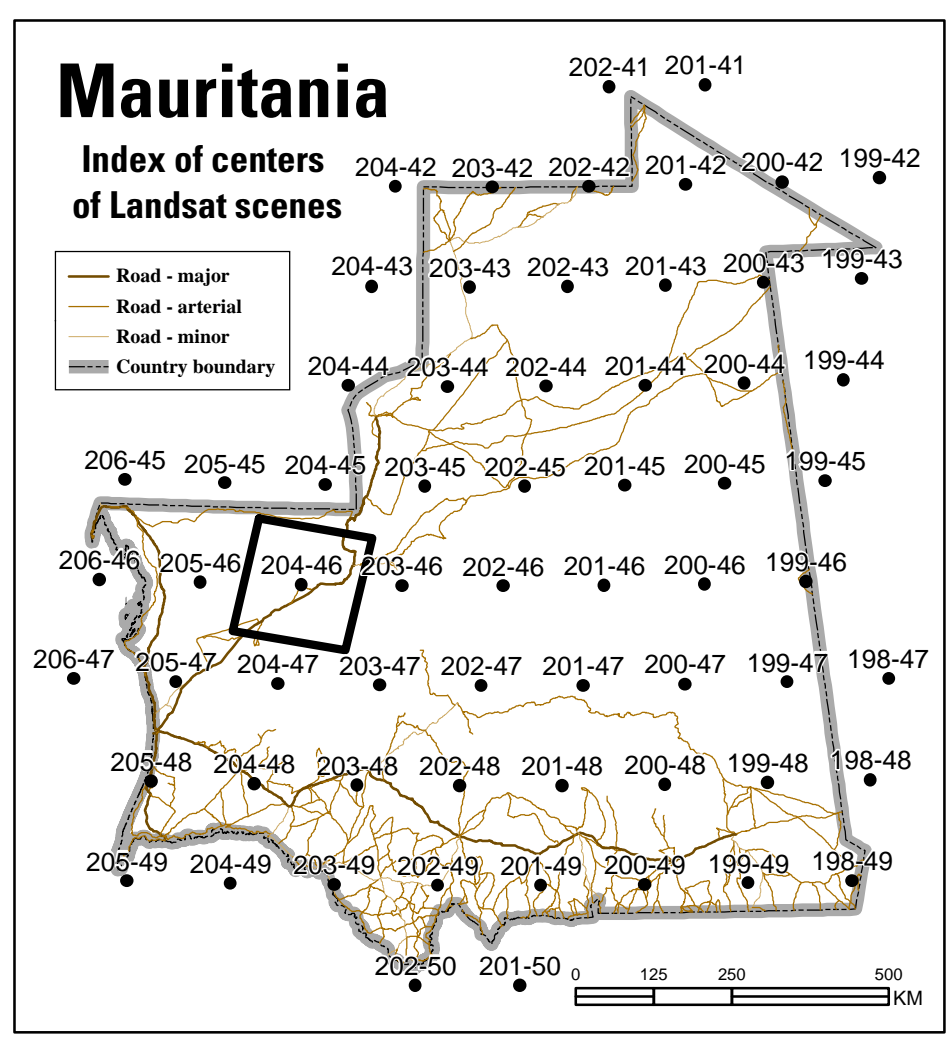 Mauritania
Index of centers
of Landsat scenes
Road - major
Road - arterial
Road - minor
Country boundary
202-41 201-41
204-42 203-42 202-42 201-42 200-42 199-42
204-43 203-43 202-43 201-43 200-43 199-43
204-44 203-44 202-44 201-44 200-44 199-44
206-45 205-45 204-45 203-45 202-45 201-45 200-45 199-45
206-46 205-46 204-46 203-46 202-46 201-46 200-46 199-46
206-47 205-47 204-47 203-47 202-47 201-47 200-47 199-47 198-47
205-48 204-48 203-48 202-48 201-48 200-48 199-48 198-48
205-49 204-49 203-49 202-49 201-49 200-49 199-49 198-49
202-50 201-50
0 125 250 500
KM